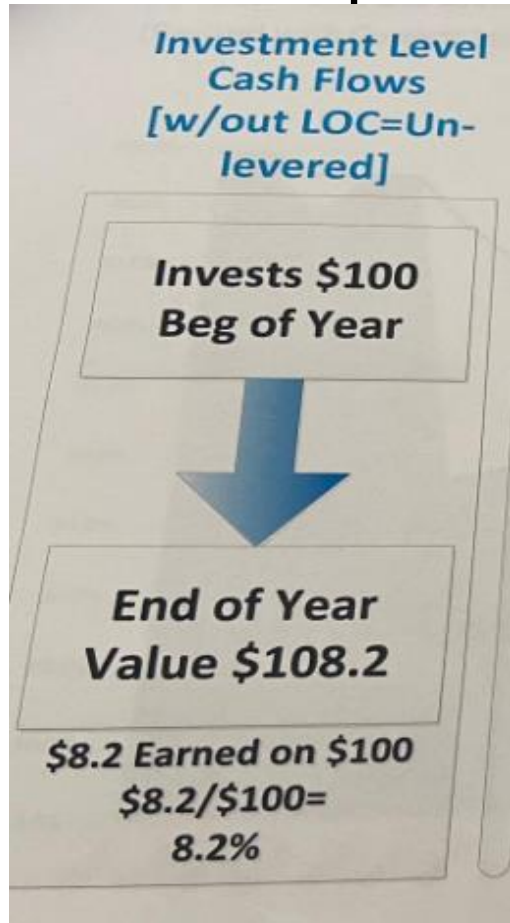 Investment Level
Cash Flows
[w/out LOC=Un-
levered]
Invests $100
Beg of Year
End of Year
Value $108.2
$8.2 Earned on $100
$8.2/$100=
8.2%